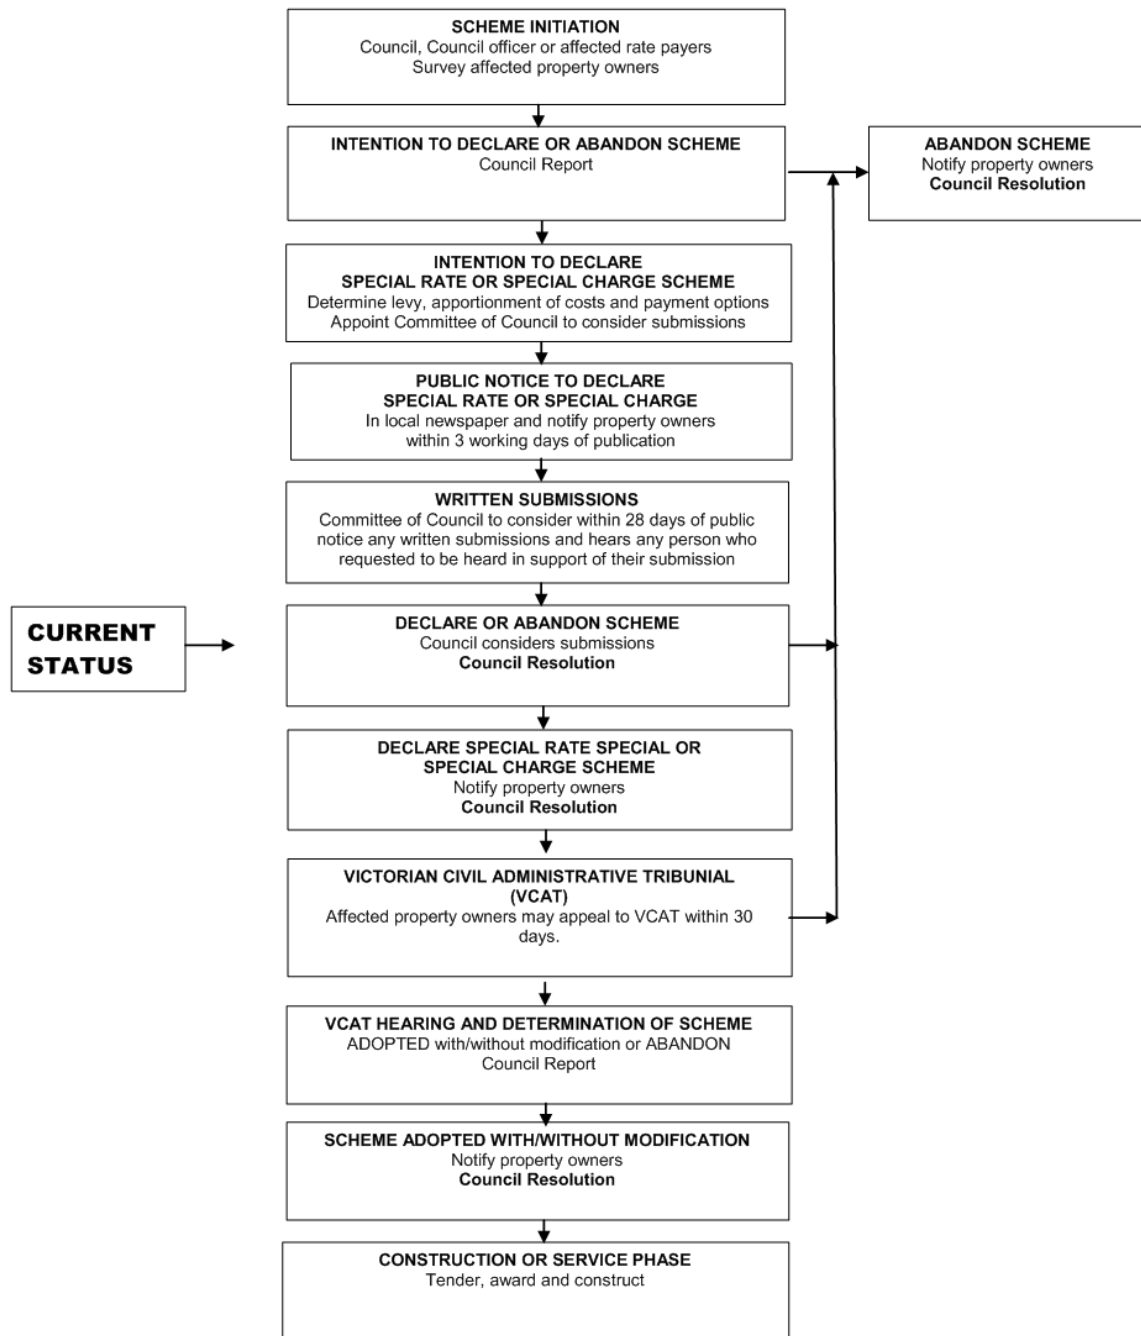 SCHEME INITIATION
Council, Council officer or affected rate payers
Survey affected property owners
INTENTION TO DECLARE OR ABANDON SCHEME
Council Report
ABANDON SCHEME
Notify property owners
Council Resolution
INTENTION TO DECLARE
SPECIAL RATE OR SPECIAL CHARGE SCHEME
Determine levy, apportionment of costs and payment options
Appoint Committee of Council to consider submissions
PUBLIC NOTICE TO DECLARE
SPECIAL RATE OR SPECIAL CHARGE
In local newspaper and notify property owners
within 3 working days of publication
WRITTEN SUBMISSIONS
Committee of Council to consider within 28 days of public
notice any written submissions and hears any person who
requested to be heard in support of their submission
CURRENT
STATUS
DECLARE OR ABANDON SCHEME
Council considers submissions
Council Resolution
DECLARE SPECIAL RATE SPECIAL OR
SPECIAL CHARGE SCHEME
Notify property owners
Council Resolution
VICTORIAN CIVIL ADMINISTRATIVE TRIBUNIAL
(VCAT)
Affected property owners may appeal to VCAT within 30
days.
VCAT HEARING AND DETERMINATION OF SCHEME
ADOPTED with/without modification or ABANDON
Council Report
SCHEME ADOPTED WITH/WITHOUT MODIFICATION
Notify property owners
Council Resolution
CONSTRUCTION OR SERVICE PHASE
Tender, award and construct